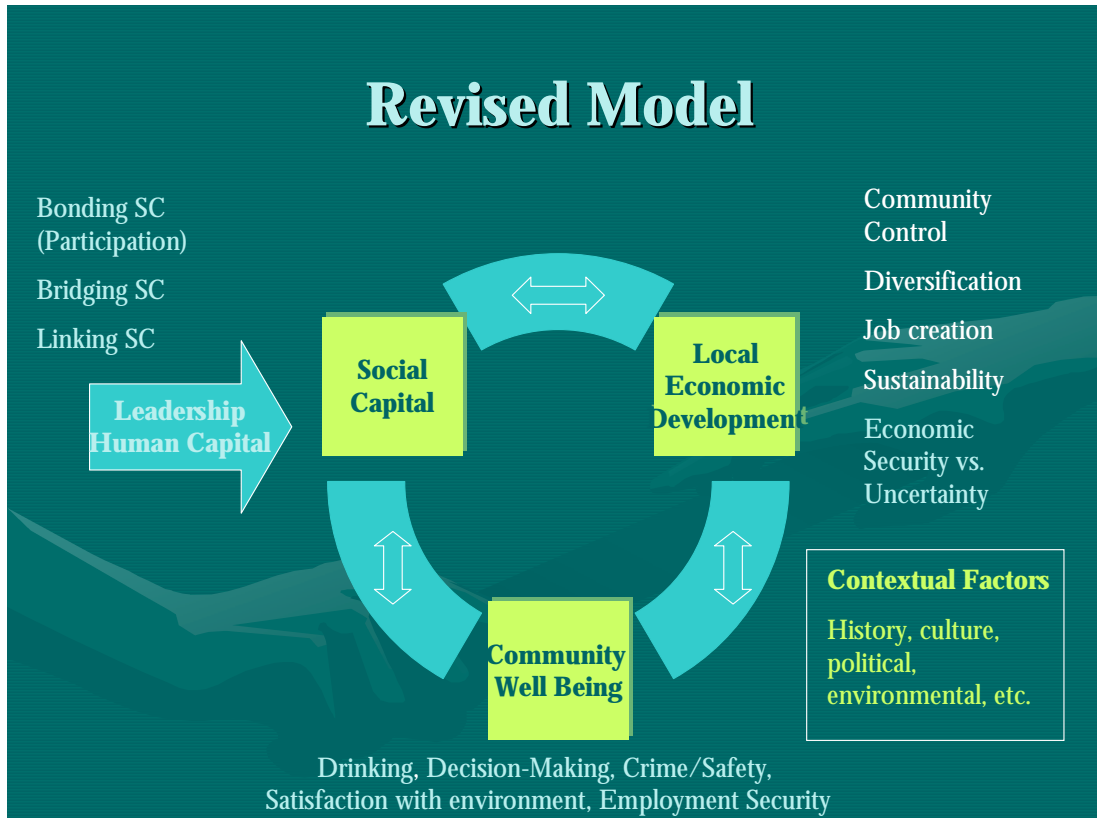 Revised Model
Bonding SC
(Participation)
Bridging SC
Linking SC
Leadership
Human Capital
Social
Capital
Local
Economic
Development
Community
Control
Diversification
Job creation
Sustainability
Economic
Security vs.
Uncertainty
Community
Well Being
Contextual Factors
History, culture,
political,
environmental, etc.
Drinking, Decision-Making, Crime/Safety,
Satisfaction with environment, Employment Security